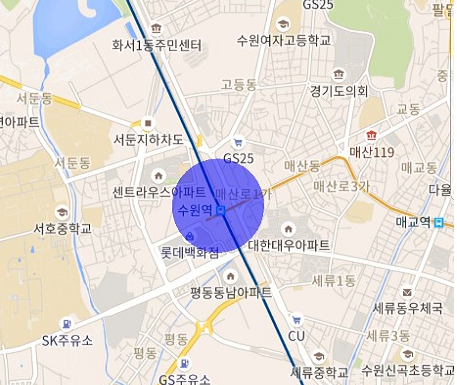 GS25
팔달
화서1동주민센터
수원여자고등학교
고등동
경기도의회
서둔동
교동
변아파트
서둔지하차도
매산119
GS25
서둔동
매산동
매교동
센트라우스아파트
매산로1가
매산로3가
다율
수원역
서호중학교
매교역
롯데백화점
대한대우아파트
세류1동
평동동남아파트
세류동우체국
SK주유소
평동
CU
세류3동
평동
세류중학교
수원신곡초등학교
GS주유소